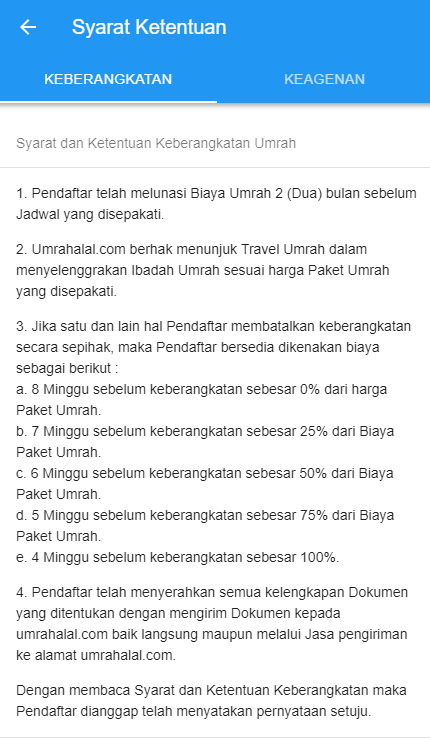 Syarat Ketentuan
KEBERANGKATAN
KEAGENAN
Syarat dan Ketentuan Keberangkatan Umrah
1. Pendaftar telah melunasi Biaya Umrah 2 (Dua) bulan sebelum
Jadwal yang disepakati.
2. Umrahalal.com berhak menunjuk Travel Umrah dalam
menyelenggrakan Ibadah Umrah sesuai harga Paket Umrah
yang disepakati.
3. Jika satu dan lain hal Pendaftar membatalkan keberangkatan
secara sepihak, maka Pendaftar bersedia dikenakan biaya
sebagai berikut :
a. 8 Minggu sebelum keberangkatan sebesar 0% dari harga
Paket Umrah.
b. 7 Minggu sebelum keberangkatan sebesar 25% dari Biaya
Paket Umrah.
c. 6 Minggu sebelum keberangkatan sebesar 50% dari Biaya
Paket Umrah.
d. 5 Minggu sebelum keberangkatan sebesar 75% dari Biaya
Paket Umrah.
e. 4 Minggu sebelum keberangkatan sebesar 100%.
4. Pendaftar telah menyerahkan semua kelengkapan Dokumen
yang ditentukan dengan mengirim Dokumen kepada
umrahalal.com baik langsung maupun melalui Jasa pengiriman
ke alamat umrahalal.com.
Dengan membaca Syarat dan Ketentuan Keberangkatan maka
Pendaftar dianggap telah menyatakan pernyataan setuju.